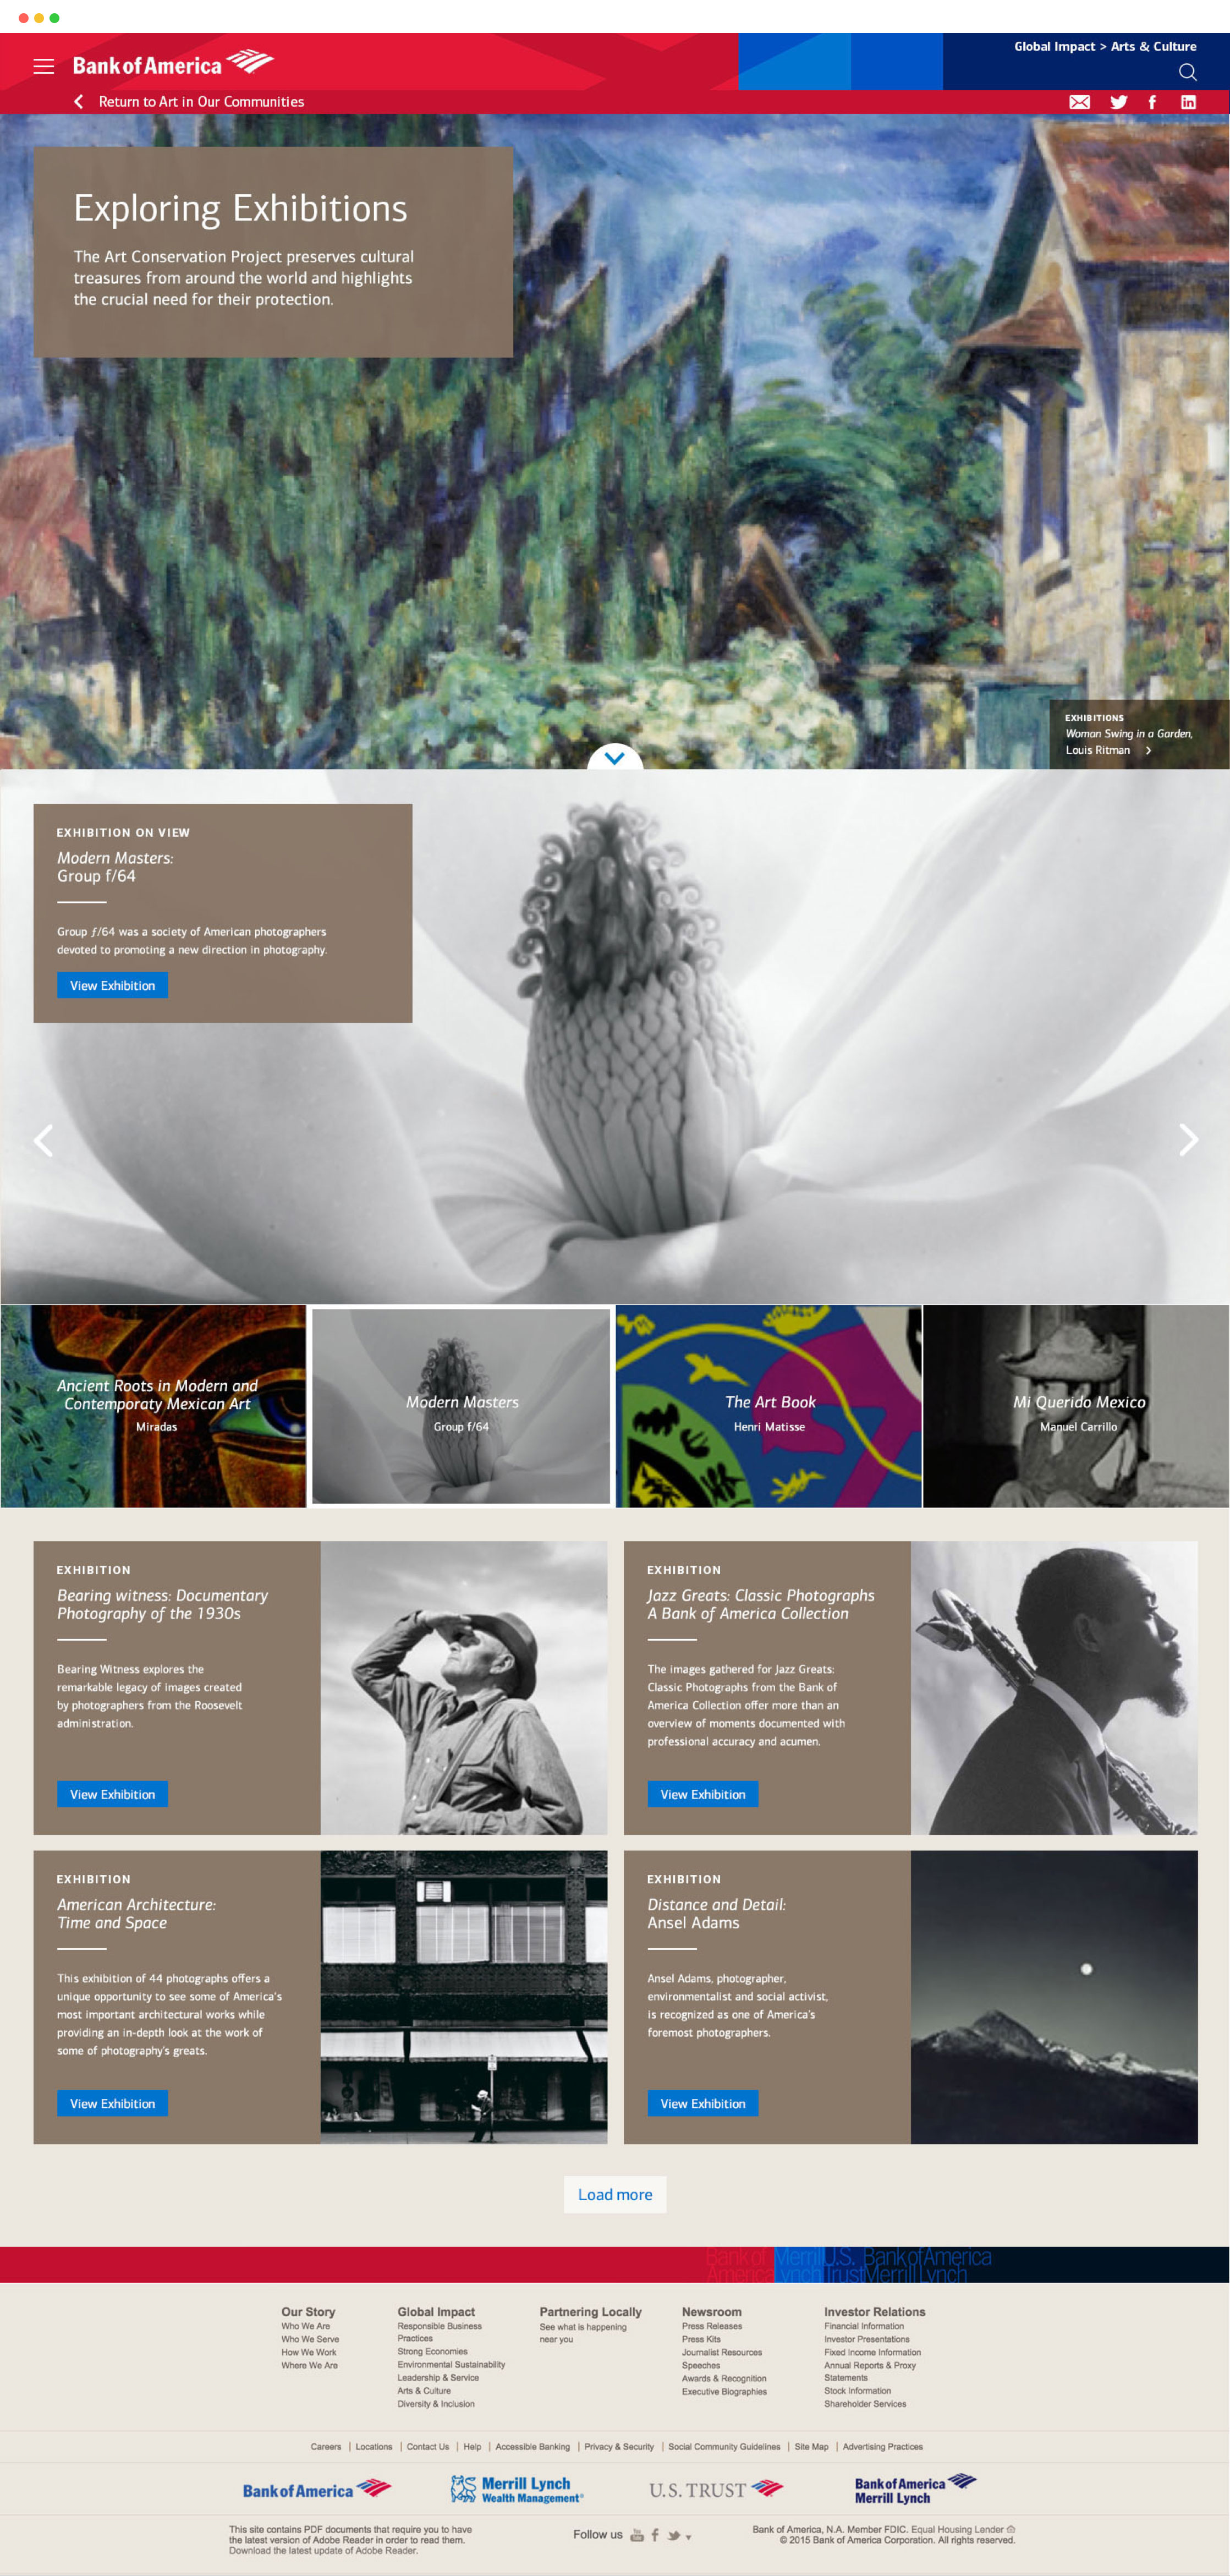 Global Impact > Arts & Culture
Bank of America
Return to Art in Our Communities
Exploring Exhibitions
The Art Conservation Project preserves cultural
treasures from around the world and highlights
the crucial need for their protection.
EXHIBITIONS
Woman Swing in a Garden,
Louis Ritman >
EXHIBITION ON VIEW
Modern Masters:
Group f/64
Group ƒ/64 was a society of American photographers
devoted to promoting a new direction in photography.
View Exhibition
Ancient Roots in Modern and
Contemporaty Mexican Art
Miradas
Modern Masters
Group f/64
The Art Book
Henri Matisse
Mi Querido Mexico
Manuel Carrillo
EXHIBITION
Bearing witness: Documentary
Photography of the 1930s
Bearing Witness explores the
remarkable legacy of images created
by photographers from the Roosevelt
administration.
View Exhibition
EXHIBITION
Jazz Greats: Classic Photographs
A Bank of America Collection
The images gathered for Jazz Greats:
Classic Photographs from the Bank of
America Collection offer more than an
overview of moments documented with
professional accuracy and acumen.
View Exhibition
EXHIBITION
American Architecture:
Time and Space
This exhibition of 44 photographs offers a
unique opportunity to see some of America's
most important architectural works while
providing an in-depth look at the work of
some of photography's greats.
View Exhibition
EXHIBITION
Distance and Detail:
Ansel Adams
Ansel Adams, photographer,
environmentalist and social activist,
is recognized as one of America's
foremost photographers.
View Exhibition
Load more
Bank of Merrill U.S. Bank of America
America Lynch Trust Merrill Lynch
Our Story
Who We Are
Who We Serve
How We Work
Where We Are
Global Impact
Responsible Business
Practices
Strong Economies
Environmental Sustainability
Leadership & Service
Arts & Culture
Diversity & Inclusion
Partnering Locally
See what is happening
near you
Newsroom
Press Releases
Press Kits
Journalist Resources
Speeches
Awards & Recognition
Executive Biographies
Investor Relations
Financial Information
Investor Presentations
Fixed Income Information
Annual Reports & Proxy
Statements
Stock Information
Shareholder Services
Careers | Locations | Contact Us | Help | Accessible Banking | Privacy & Security | Social Community Guidelines | Site Map | Advertising Practices
Bank of America
Merrill Lynch
Wealth Management®
U.S. TRUST
Bank of America
Merrill Lynch
This site contains PDF documents that require you to have
the latest version of Adobe Reader in order to read them.
Download the latest update of Adobe Reader.
Follow us
Bank of America, N.A. Member FDIC. Equal Housing Lender
© 2015 Bank of America Corporation. All rights reserved.